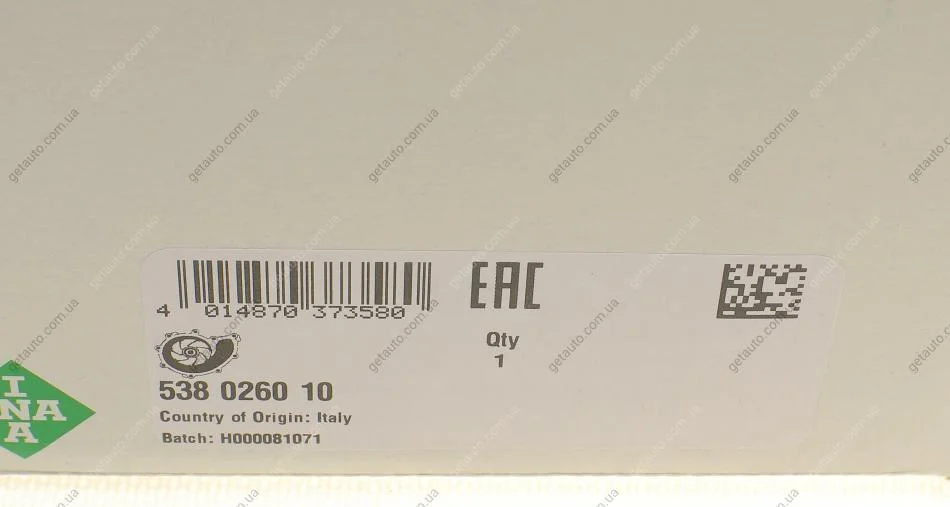 4 014870 373580
EAC
Qty
1
538 0260 10
Country of Origin: Italy
Batch: H000081071
INA
getauto.com.ua